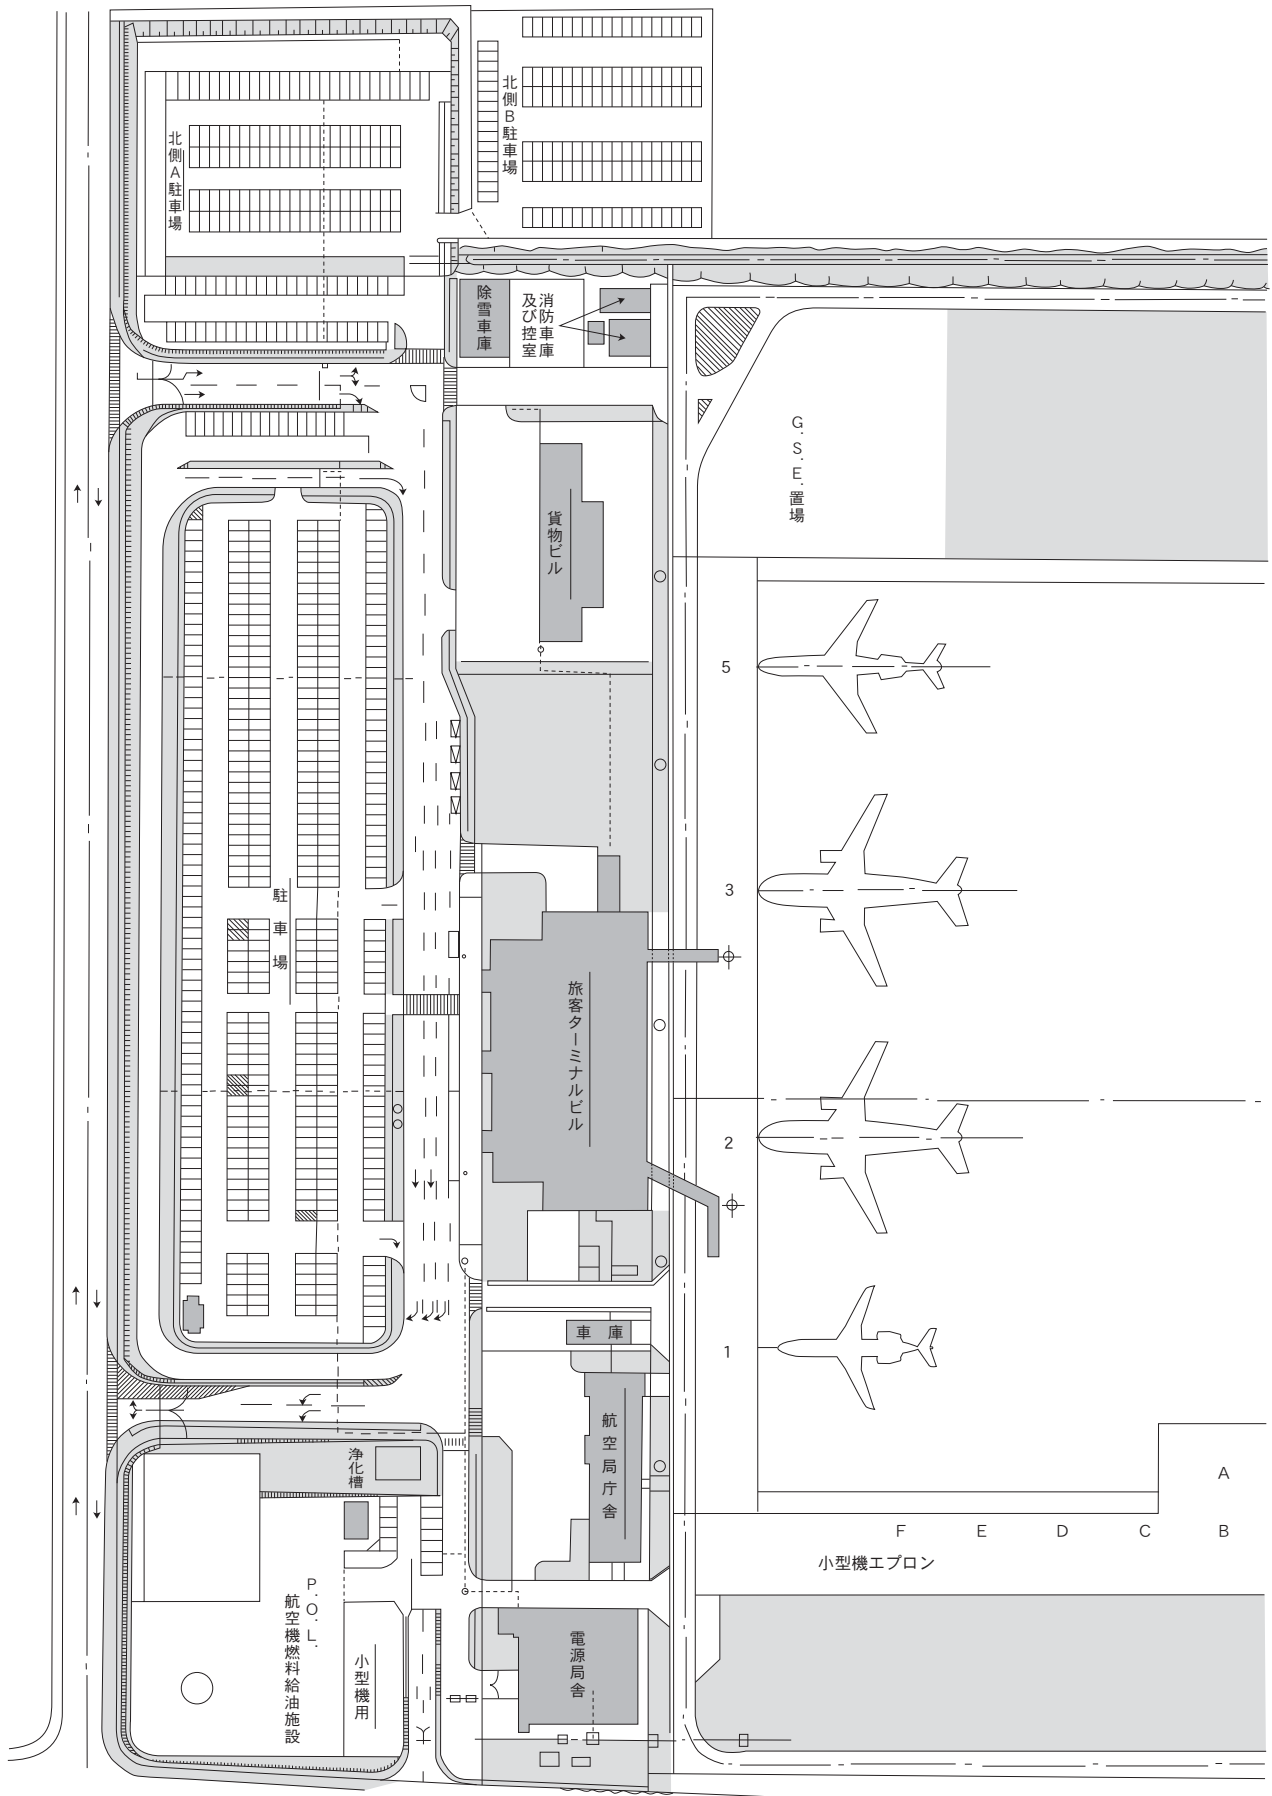 北側B駐車場
北側A駐車場
除雪車庫
消防車庫
及び控室
G.S.E.置場
貨物ビル
5
3
駐車場
旅客ターミナルビル
2
車庫
1
航空局庁舎
浄化槽
A
F E D C B
小型機エプロン
P.O.L.
航空機燃料給油施設
小型機用
電源局舎